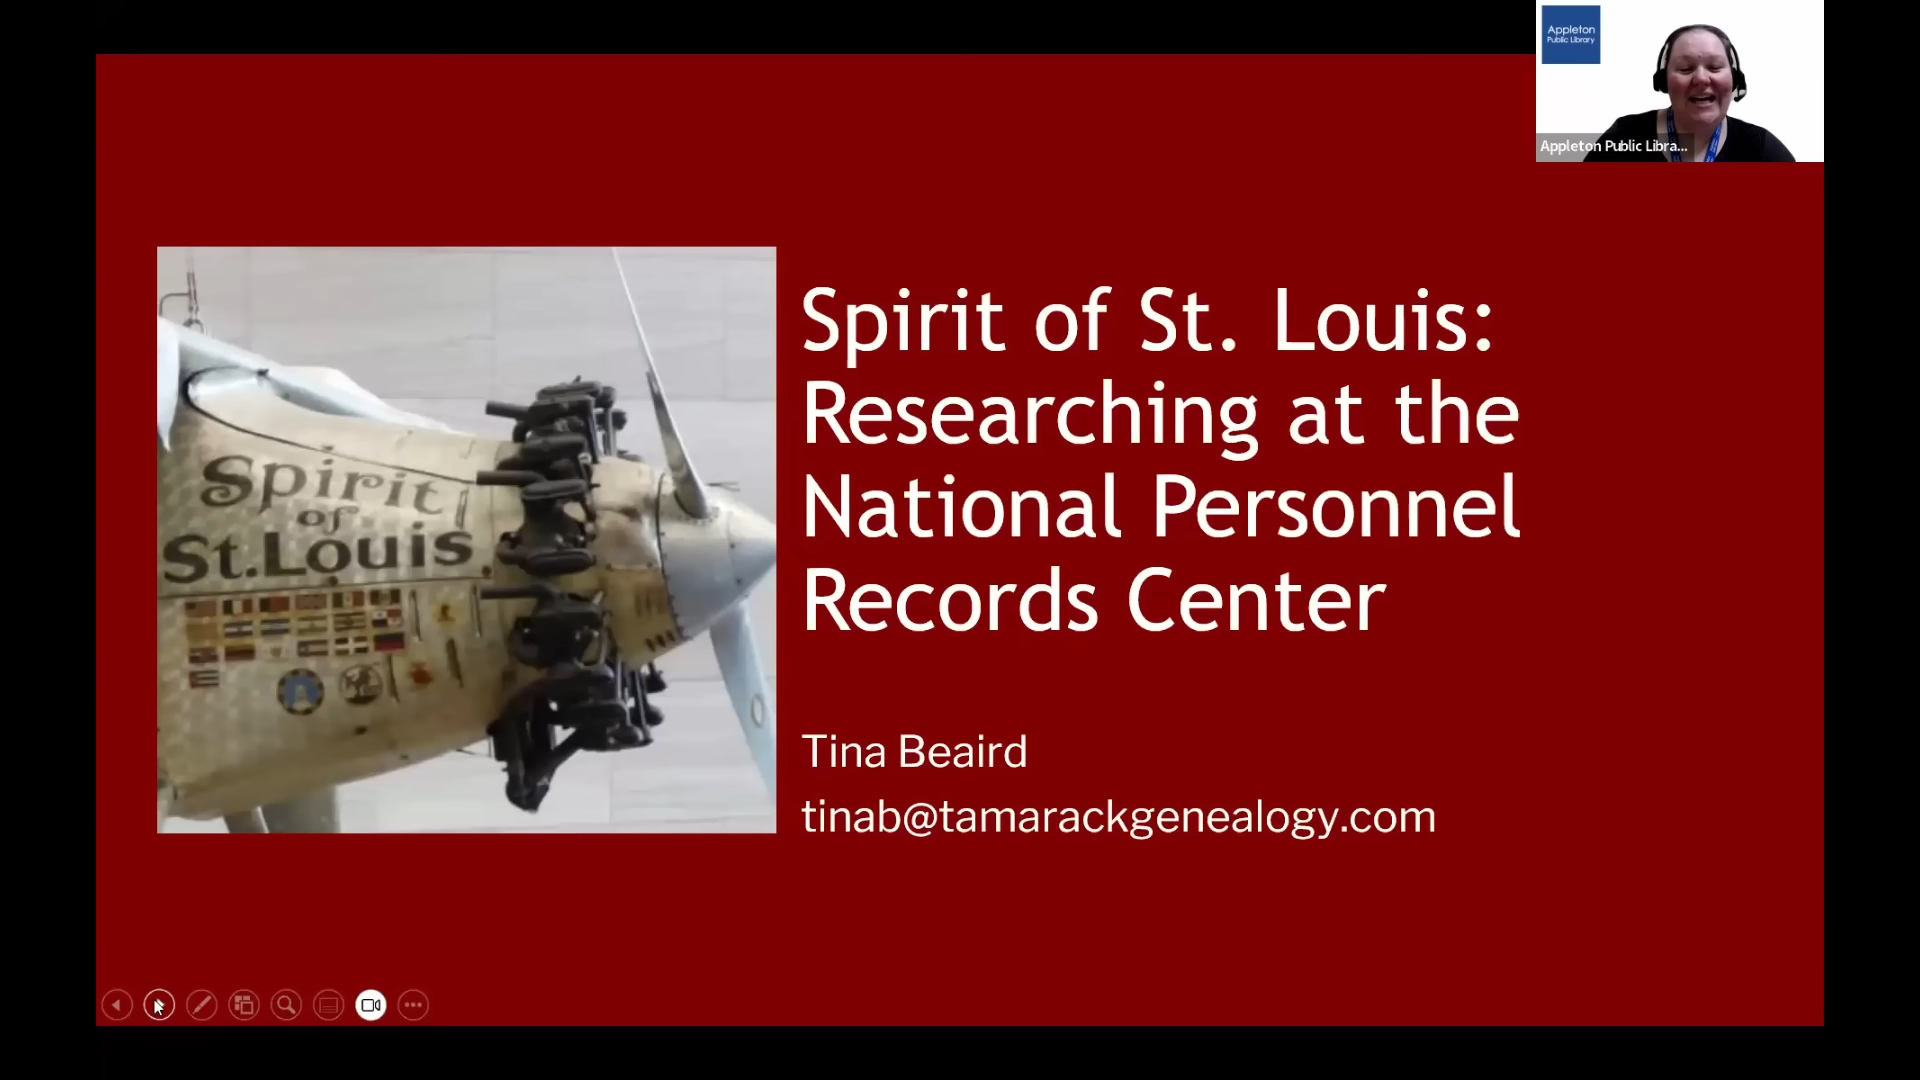 Appleton
Public Library
Appleton Public Libra...
Spirit of St. Louis:
Researching at the
National Personnel
Records Center
Tina Beaird
tinab@tamarackgenealogy.com
Spirit
of
St.Louis